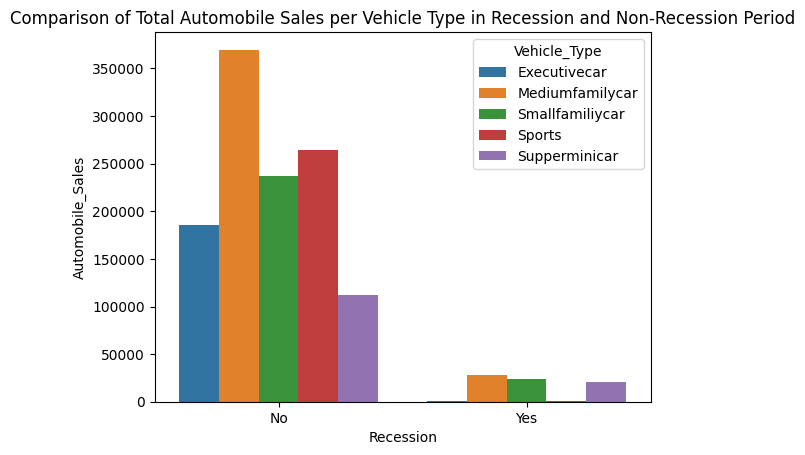 Comparison of Total Automobile Sales per Vehicle Type in Recession and Non-Recession Period
Vehicle_Type
Executivecar
Mediumfamilycar
Smallfamiliycar
Sports
Supperminicar
Automobile_Sales
350000
300000
250000
200000
150000
100000
50000
0
No
Yes
Recession